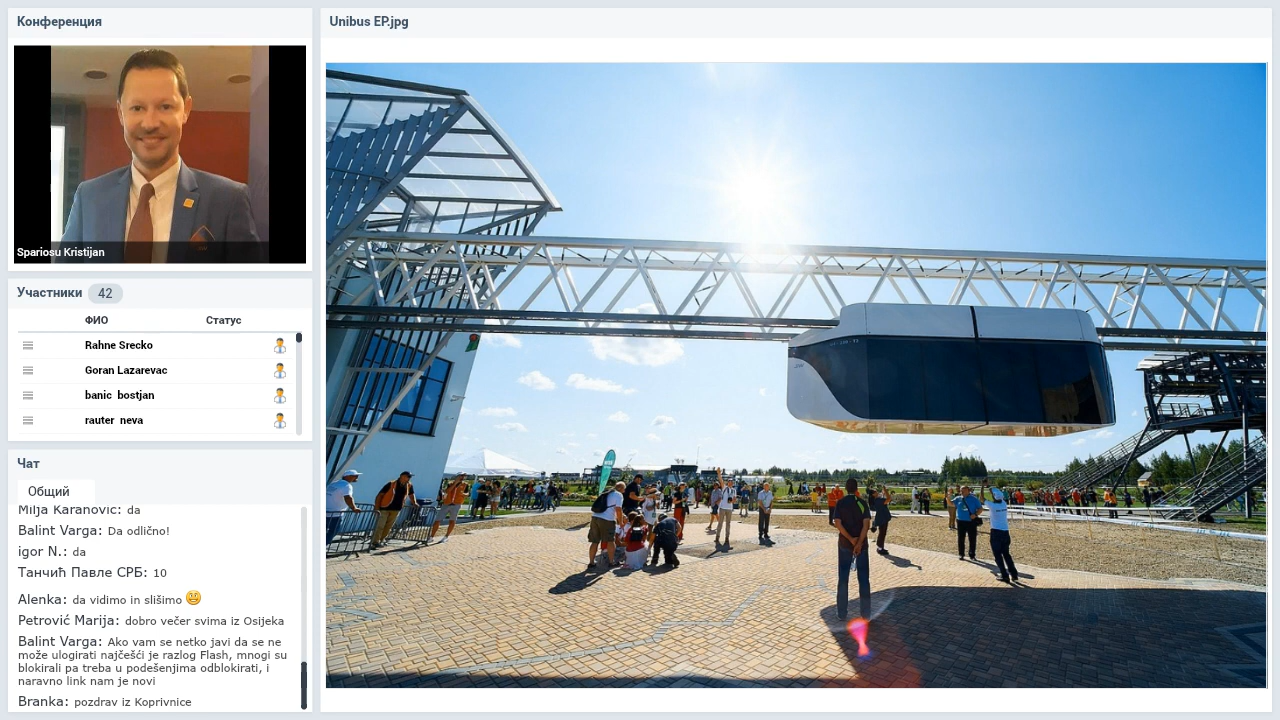 Конференция
Spariosu Kristijan
Участники 42
ФИО Статус
Rahne Srecko
Goran Lazarevac
banic bostjan
rauter neva
Чат
Общий
Milja Karanovic: da
Balint Varga: Da odlično!
igor N.: da
Танчић Павле СРБ: 10
Alenka: da vidimo in slišimo
Petrović Marija: dobro večer svima iz Osijeka
Balint Varga: Ako vam se netko javi da se ne
može ulogirati najčešći je razlog Flash, mnogi su
blokirali pa treba u podešenjima odblokirati, i
naravno link nam je novi
Branka: pozdrav iz Koprivnice
Unibus EP.jpg